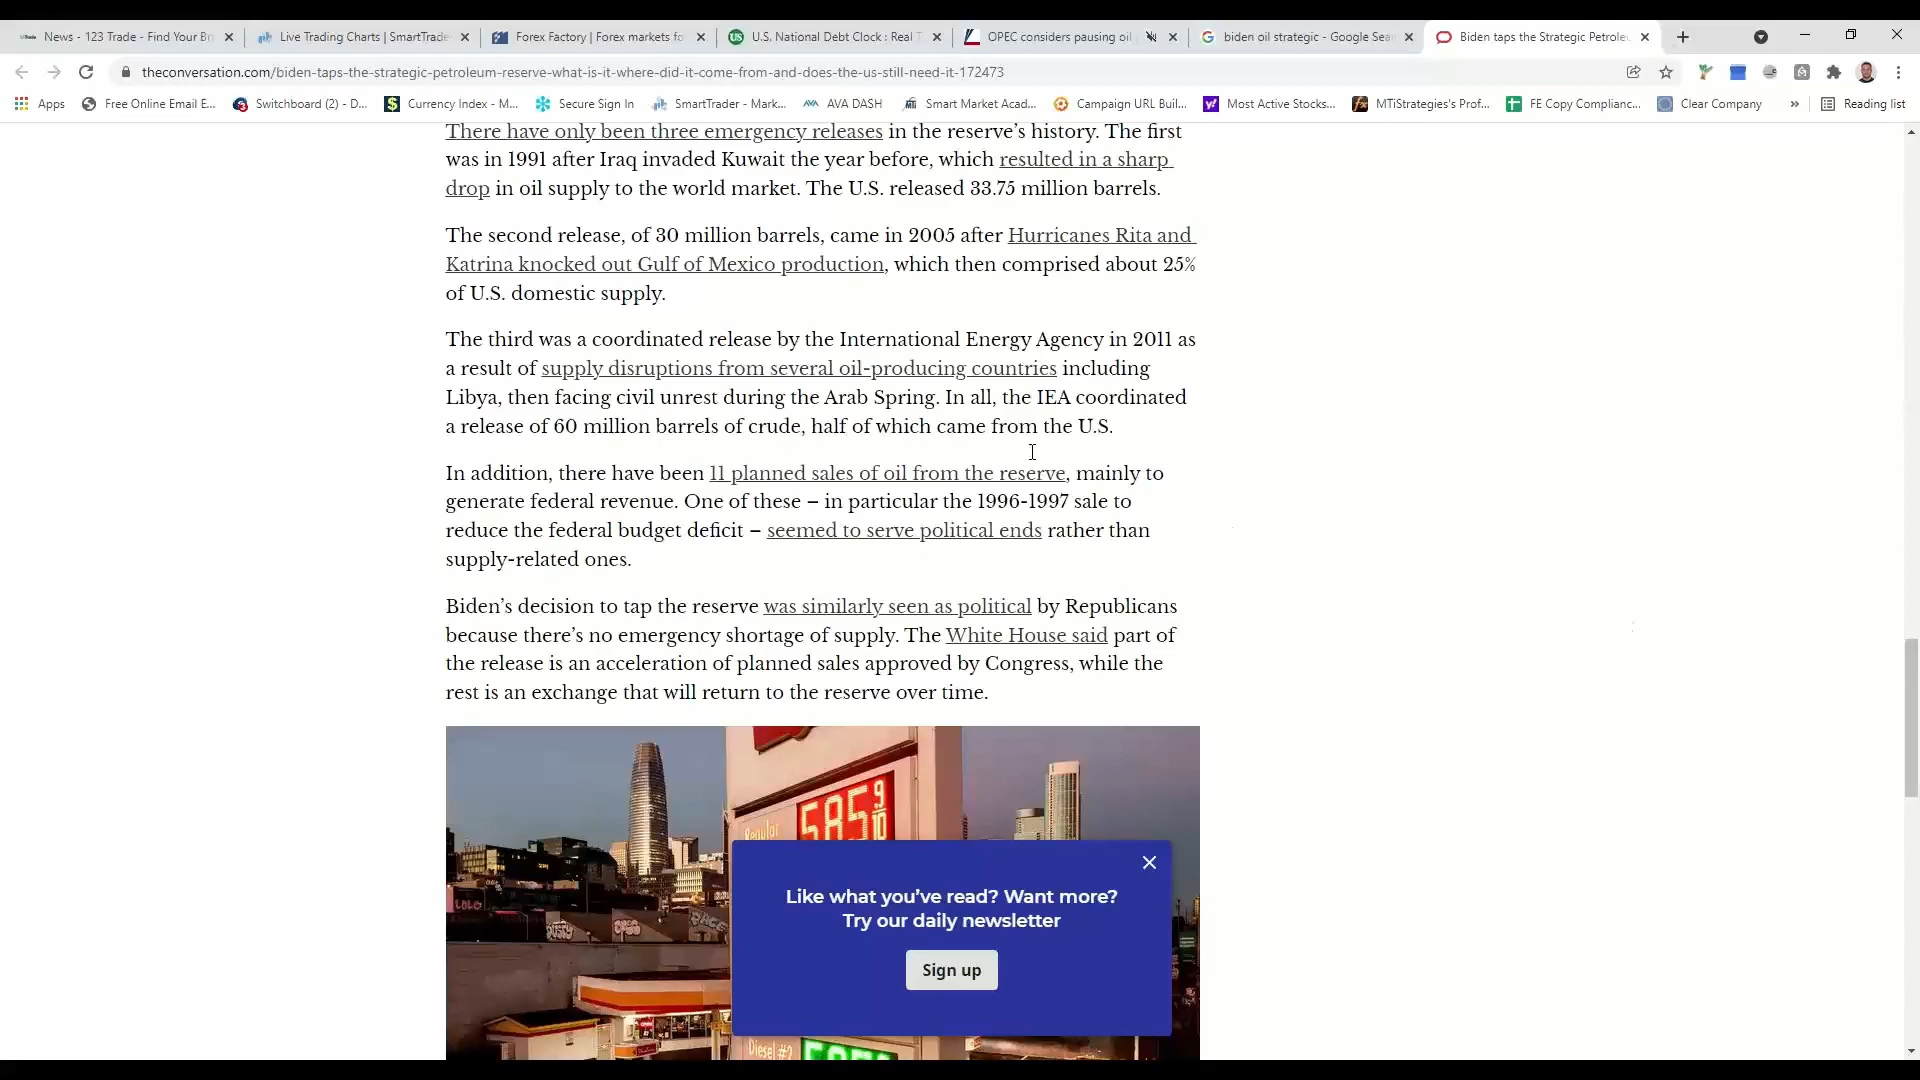 News - 123 Trade - Find Your Br
Live Trading Charts | SmartTrade
Forex Factory | Forex markets fo
U.S. National Debt Clock : Real T
OPEC considers pausing oil
biden oil strategic - Google Sear
Biden taps the Strategic Petroleu
theconversation.com/biden-taps-the-strategic-petroleum-reserve-what-is-it-where-did-it-come-from-and-does-the-us-still-need-it-172473
Apps
Free Online Email E...
Switchboard (2) - D...
Currency Index - M...
Secure Sign In
SmartTrader - Mark...
AVA DASH
Smart Market Acad...
Campaign URL Buil...
Most Active Stocks...
MTiStrategies's Prof...
FE Copy Complianc...
Clear Company
»
Reading list
There have only been three emergency releases in the reserve's history. The first
was in 1991 after Iraq invaded Kuwait the year before, which resulted in a sharp
drop in oil supply to the world market. The U.S. released 33.75 million barrels.
The second release, of 30 million barrels, came in 2005 after Hurricanes Rita and
Katrina knocked out Gulf of Mexico production, which then comprised about 25%
of U.S. domestic supply.
The third was a coordinated release by the International Energy Agency in 2011 as
a result of supply disruptions from several oil-producing countries including
Libya, then facing civil unrest during the Arab Spring. In all, the IEA coordinated
a release of 60 million barrels of crude, half of which came from the U.S.
In addition, there have been 11 planned sales of oil from the reserve, mainly to
generate federal revenue. One of these – in particular the 1996-1997 sale to
reduce the federal budget deficit – seemed to serve political ends rather than
supply-related ones.
Biden's decision to tap the reserve was similarly seen as political by Republicans
because there's no emergency shortage of supply. The White House said part of
the release is an acceleration of planned sales approved by Congress, while the
rest is an exchange that will return to the reserve over time.
Regular
585 9/10
Like what you've read? Want more?
Try our daily newsletter
Sign up
Diesel #2